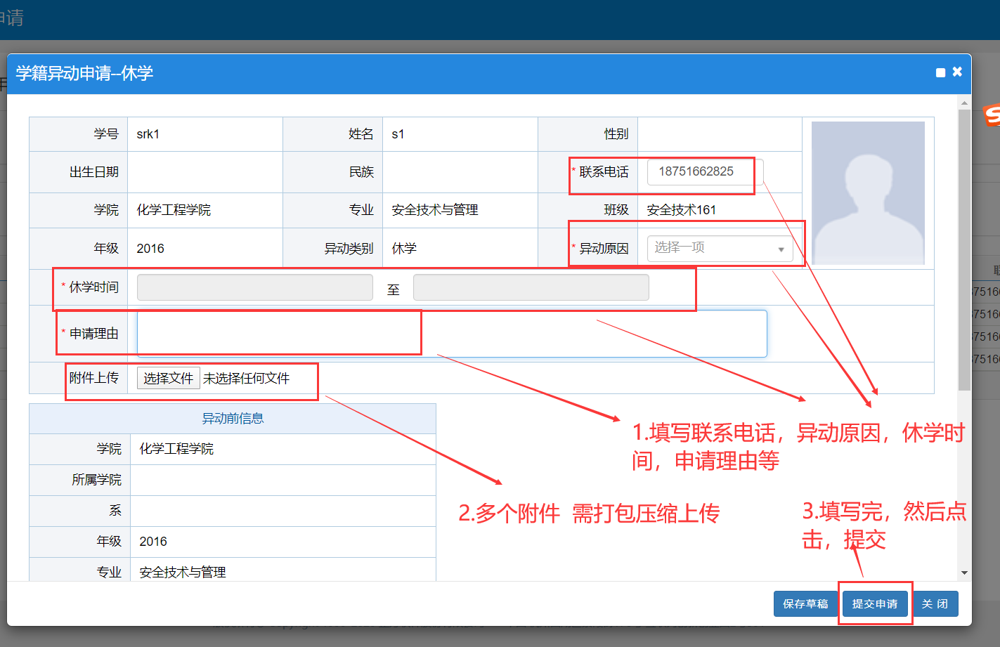 申请
学籍异动申请--休学
学号 srk1 姓名 s1 性别
出生日期 民族 * 联系电话 18751662825
学院 化学工程学院 专业 安全技术与管理 班级 安全技术161
年级 2016 异动类别 休学 * 异动原因 选择一项
* 休学时间 至
* 申请理由
附件上传 选择文件 未选择任何文件
异动前信息
学院 化学工程学院
所属学院
系
年级 2016
专业 安全技术与管理
1.填写联系电话，异动原因，休学时
间，申请理由等
2.多个附件 需打包压缩上传
3.填写完，然后点
击，提交
保存草稿 提交申请 关 闭